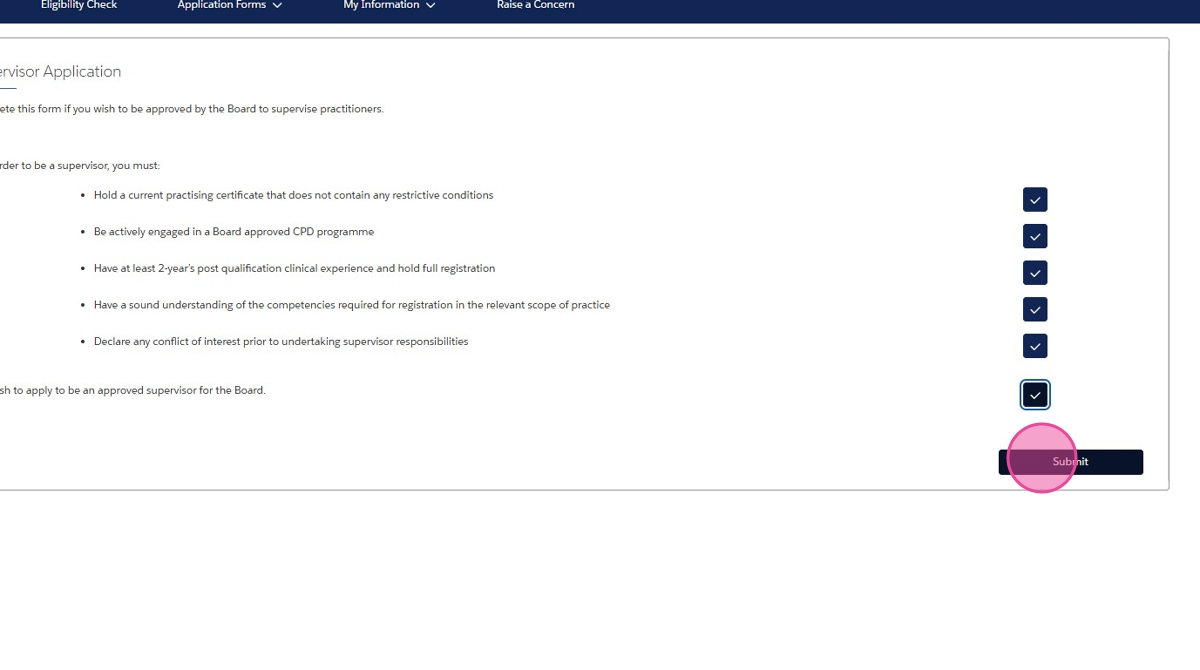 Eligibility Check Application Forms My Information Raise a Concern
ervisor Application
ete this form if you wish to be approved by the Board to supervise practitioners.
rder to be a supervisor, you must:
• Hold a current practising certificate that does not contain any restrictive conditions
• Be actively engaged in a Board approved CPD programme
• Have at least 2-year's post qualification clinical experience and hold full registration
• Have a sound understanding of the competencies required for registration in the relevant scope of practice
• Declare any conflict of interest prior to undertaking supervisor responsibilities
sh to apply to be an approved supervisor for the Board.
Submit